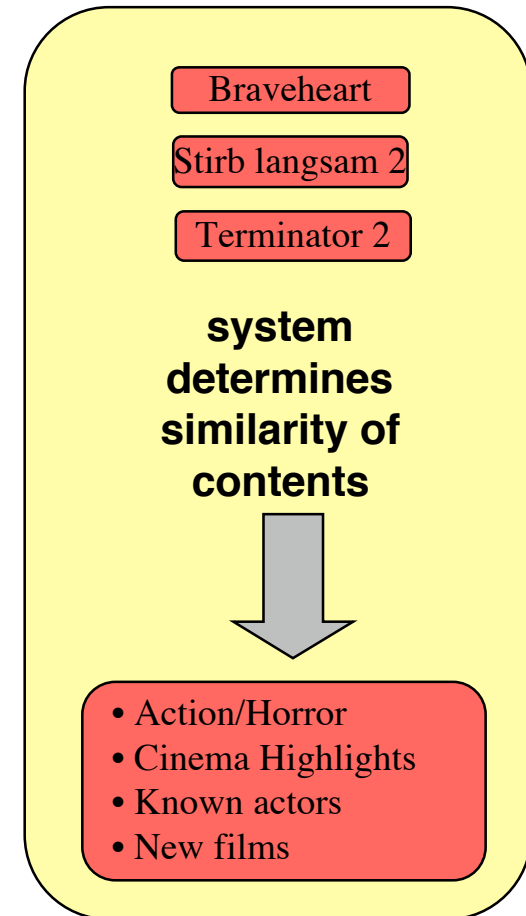 Braveheart
Stirb langsam 2
Terminator 2
system
determines
similarity of
contents
• Action/Horror
• Cinema Highlights
• Known actors
• New films